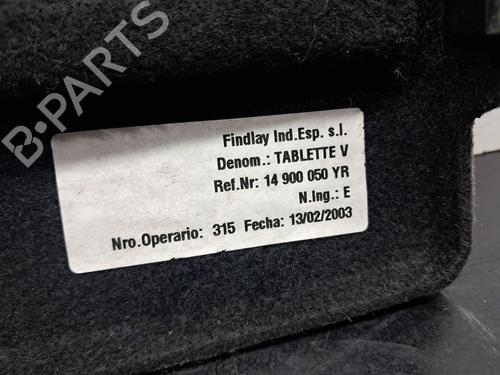 Findlay Ind.Esp. s.l.
Denom.: TABLETTE V
Ref.Nr: 14 900 050 YR
N.Ing.: E
Nro.Operario: 315 Fecha: 13/02/2003
B-PARTS